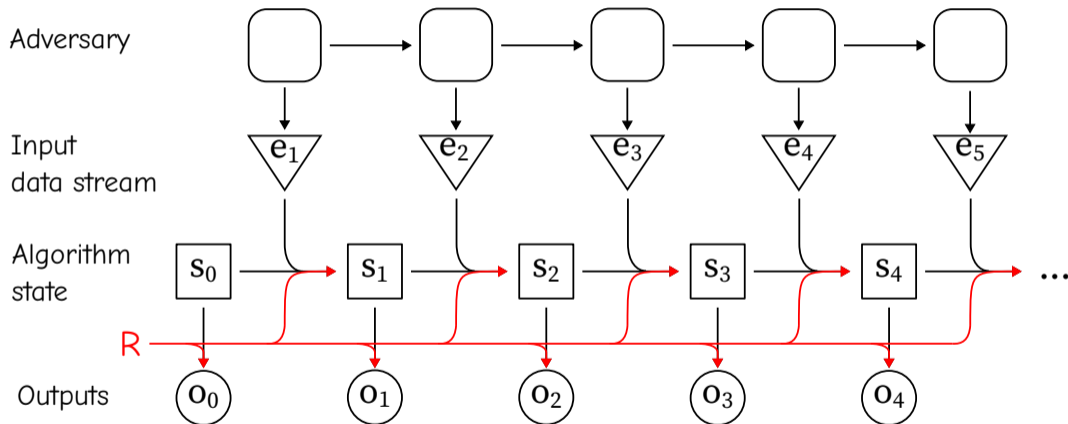 Adversary
Input
data stream
e₁ e₂ e₃ e₄ e₅
Algorithm
state
s₀ s₁ s₂ s₃ s₄ ...
R
Outputs
o₀ o₁ o₂ o₃ o₄